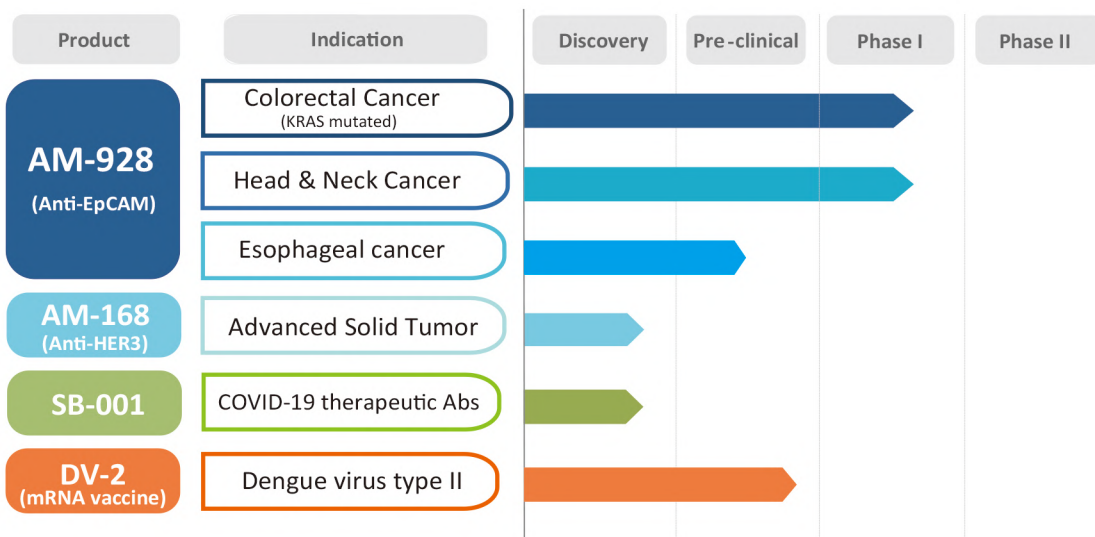 Product
Indication
Discovery
Pre-clinical
Phase I
Phase II
AM-928
(Anti-EpCAM)
Colorectal Cancer
(KRAS mutated)
Head & Neck Cancer
Esophageal cancer
AM-168
(Anti-HER3)
Advanced Solid Tumor
SB-001
COVID-19 therapeutic Abs
DV-2
(mRNA vaccine)
Dengue virus type II